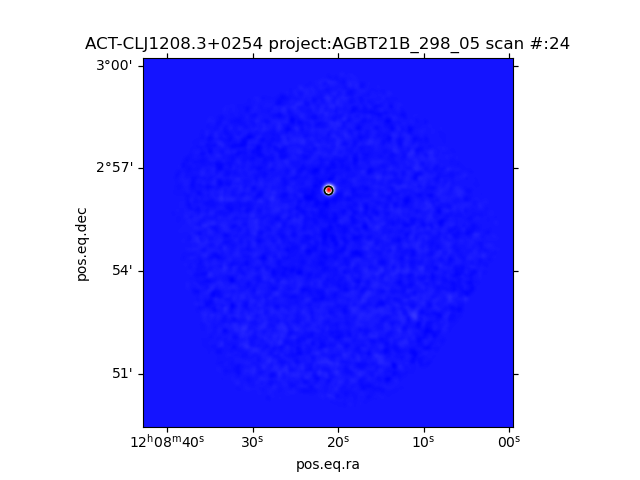 ACT-CLJ1208.3+0254 project:AGBT21B_298_05 scan #:24
3°00'
2°57'
54'
51'
pos.eq.dec
12ʰ08ᵐ40ˢ 30ˢ 20ˢ 10ˢ 00ˢ
pos.eq.ra